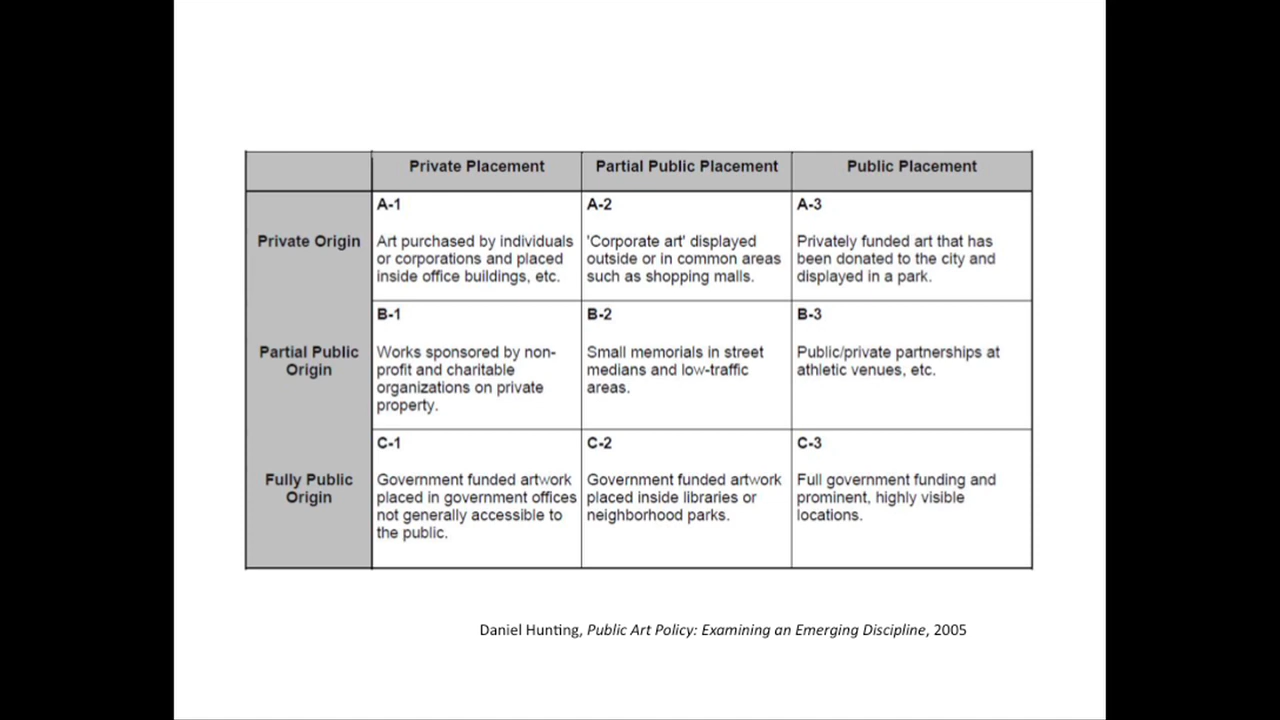 Private Placement
Partial Public Placement
Public Placement
Private Origin
A-1
Art purchased by individuals
or corporations and placed
inside office buildings, etc.
A-2
'Corporate art' displayed
outside or in common areas
such as shopping malls.
A-3
Privately funded art that has
been donated to the city and
displayed in a park.
Partial Public
Origin
B-1
Works sponsored by non-
profit and charitable
organizations on private
property.
B-2
Small memorials in street
medians and low-traffic
areas.
B-3
Public/private partnerships at
athletic venues, etc.
Fully Public
Origin
C-1
Government funded artwork
placed in government offices
not generally accessible to
the public.
C-2
Government funded artwork
placed inside libraries or
neighborhood parks.
C-3
Full government funding and
prominent, highly visible
locations.
Daniel Hunting, Public Art Policy: Examining an Emerging Discipline, 2005